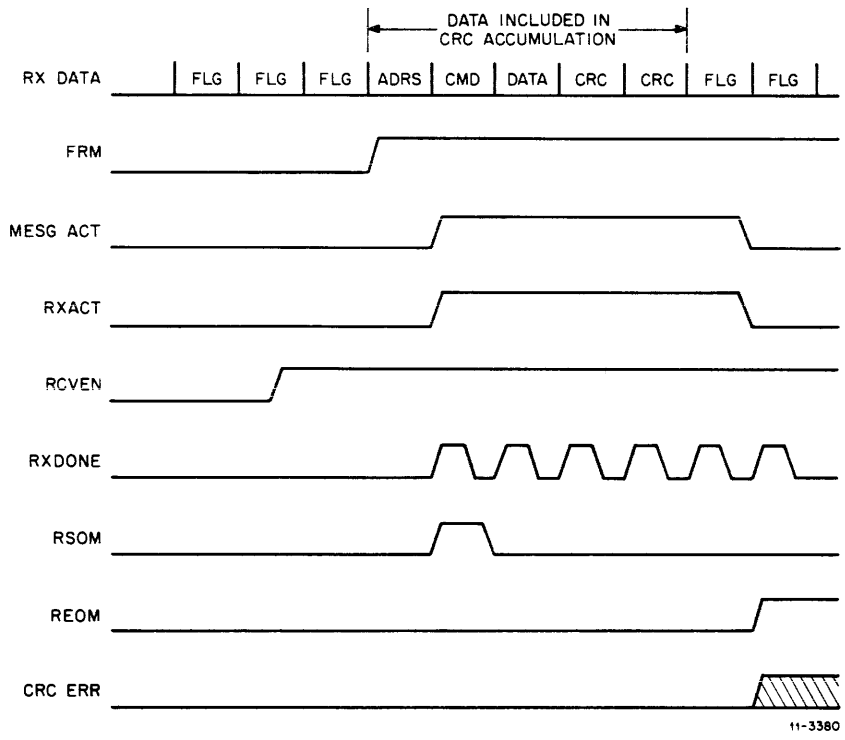 DATA INCLUDED IN
CRC ACCUMULATION
RX DATA FLG FLG FLG ADRS CMD DATA CRC CRC FLG FLG
FRM
MESG ACT
RXACT
RCVEN
RXDONE
RSOM
REOM
CRC ERR
11-3380